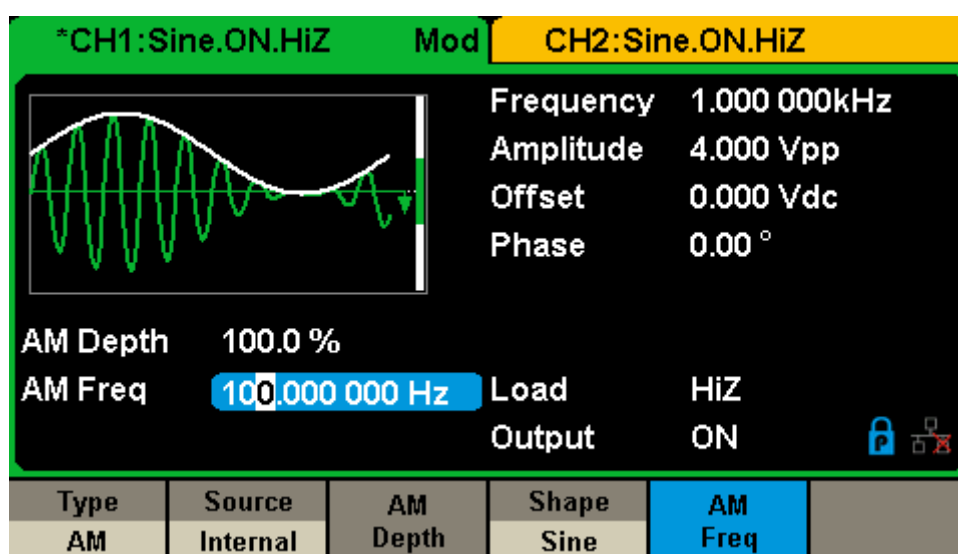 *CH1:Sine.ON.HiZ Mod CH2:Sine.ON.HiZ
Frequency 1.000 000kHz
Amplitude 4.000 Vpp
Offset 0.000 Vdc
Phase 0.00 °
AM Depth 100.0 %
AM Freq 100.000 000 Hz Load HiZ
Output ON P
Type Source AM Shape AM
AM Internal Depth Sine Freq